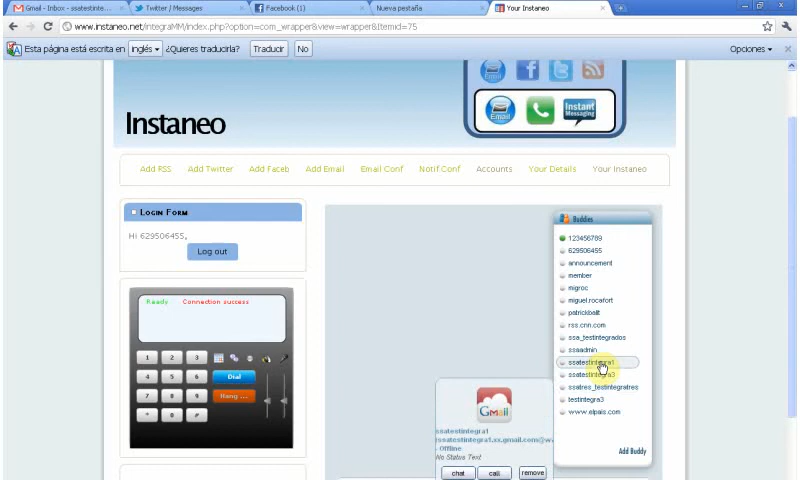 Gmail - Inbox - ssatestinte...
Twitter / Messages
Facebook (1)
Nueva pestaña
Your Instaneo
www.instaneo.net/integraMM/index.php?option=com_wrapper&view=wrapper&Itemid=75
Esta página está escrita en inglés ¿Quieres traducirla? Traducir No Opciones
Email
Email
Instant Messaging
Instaneo
Add RSS Add Twitter Add Faceb Add Email Email Conf Notif.Conf Accounts Your Details Your Instaneo
Login Form
Hi 629506455,
Log out
Ready Connection success
1 2 3
4 5 6 Dial
7 8 9 Hang ...
* 0 #
Buddies
123456789
629506455
announcement
member
migroc
miguel.rocafort
patrickbalt
rss.cnn.com
ssa_testintegrados
ssaadmin
ssatestintegra1
ssatestintegra3
ssatres_testintegratres
testintegra3
www.elpais.com
Add Buddy
GMail
ssatestintegra1
- Offline
No Status Text
chat call remove